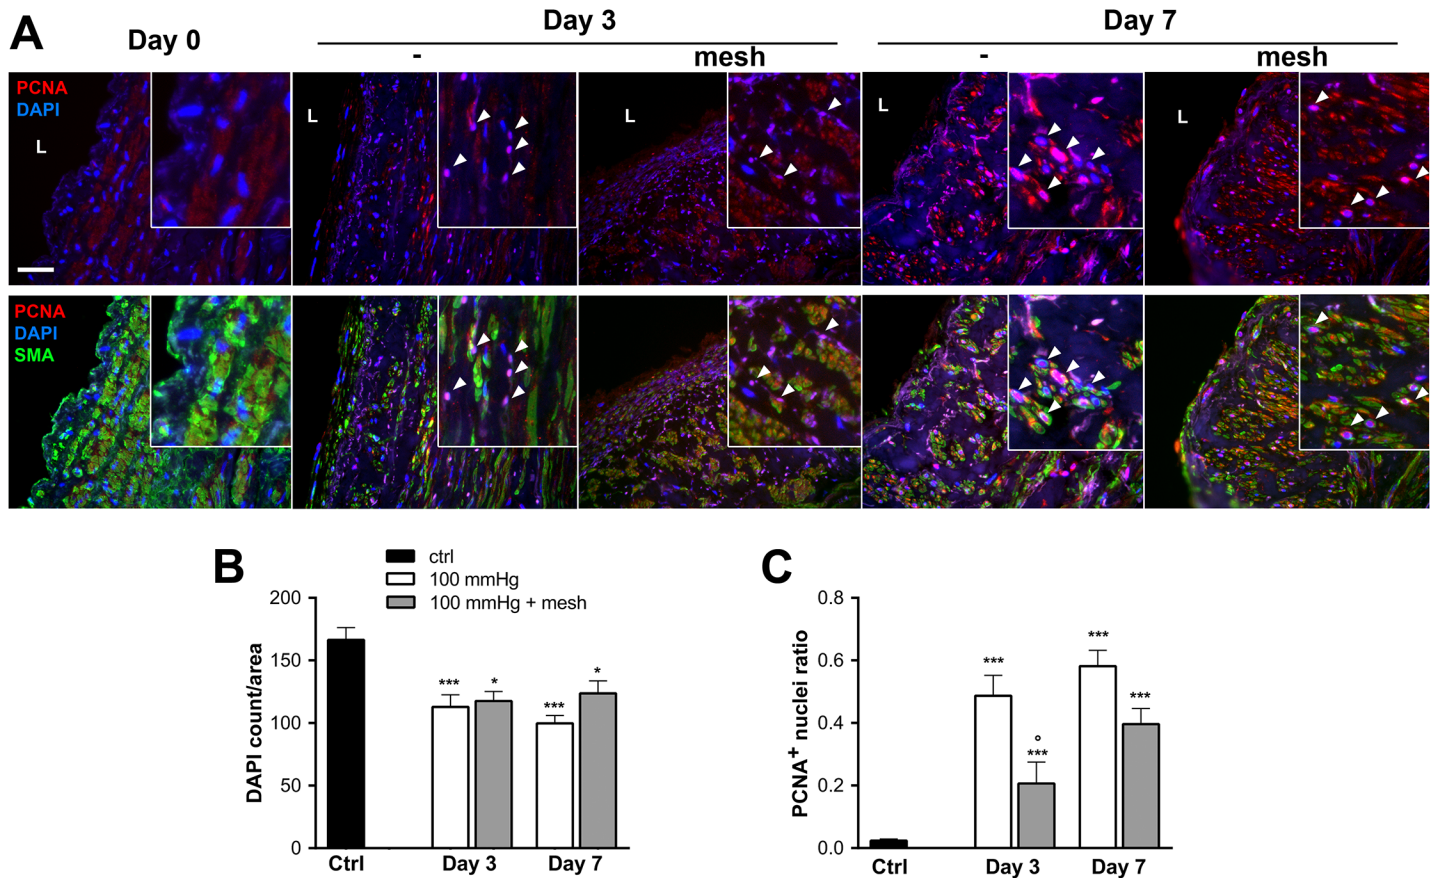 A
Day 0
Day 3
Day 7
-
mesh
-
mesh
PCNA
DAPI
L
L
L
L
L
PCNA
DAPI
SMA
B
ctrl
100 mmHg
100 mmHg + mesh
DAPI count/area
200
150
100
50
0
***
*
***
*
Ctrl
Day 3
Day 7
C
PCNA+ nuclei ratio
0.8
0.6
0.4
0.2
0.0
***
°
***
***
***
Ctrl
Day 3
Day 7